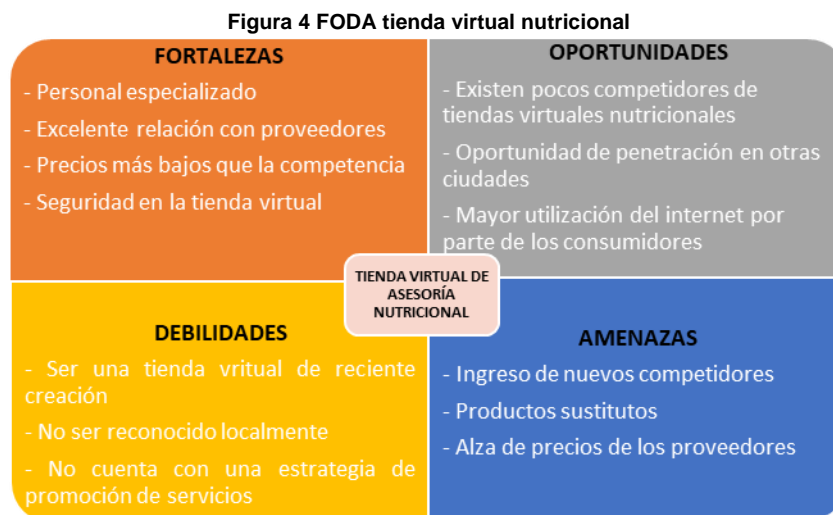 Figura 4 FODA tienda virtual nutricional
FORTALEZAS
- Personal especializado
- Excelente relación con proveedores
- Precios más bajos que la competencia
- Seguridad en la tienda virtual
OPORTUNIDADES
- Existen pocos competidores de
tiendas virtuales nutricionales
- Oportunidad de penetración en otras
ciudades
- Mayor utilización del internet por
parte de los consumidores
TIENDA VIRTUAL DE
ASESORÍA
NUTRICIONAL
DEBILIDADES
- Ser una tienda vritual de reciente
creación
- No ser reconocido localmente
- No cuenta con una estrategia de
promoción de servicios
AMENAZAS
- Ingreso de nuevos competidores
- Productos sustitutos
- Alza de precios de los proveedores